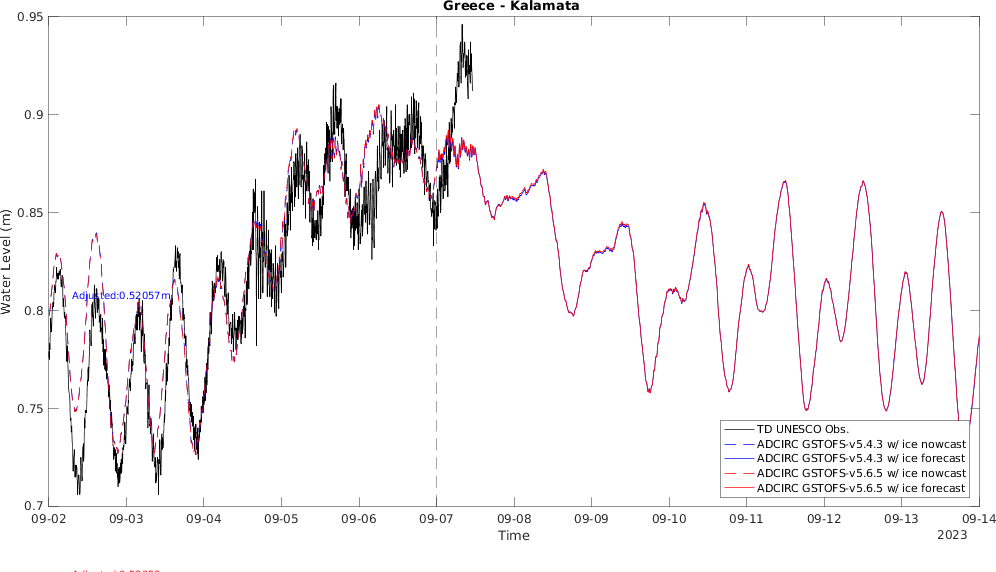 Greece - Kalamata
0.95
0.9
0.85
0.8
0.75
0.7
Water Level (m)
Adjusted:0.52057m
TD UNESCO Obs.
ADCIRC GSTOFS-v5.4.3 w/ ice nowcast
ADCIRC GSTOFS-v5.4.3 w/ ice forecast
ADCIRC GSTOFS-v5.6.5 w/ ice nowcast
ADCIRC GSTOFS-v5.6.5 w/ ice forecast
09-02 09-03 09-04 09-05 09-06 09-07 09-08 09-09 09-10 09-11 09-12 09-13 09-14
Time
2023